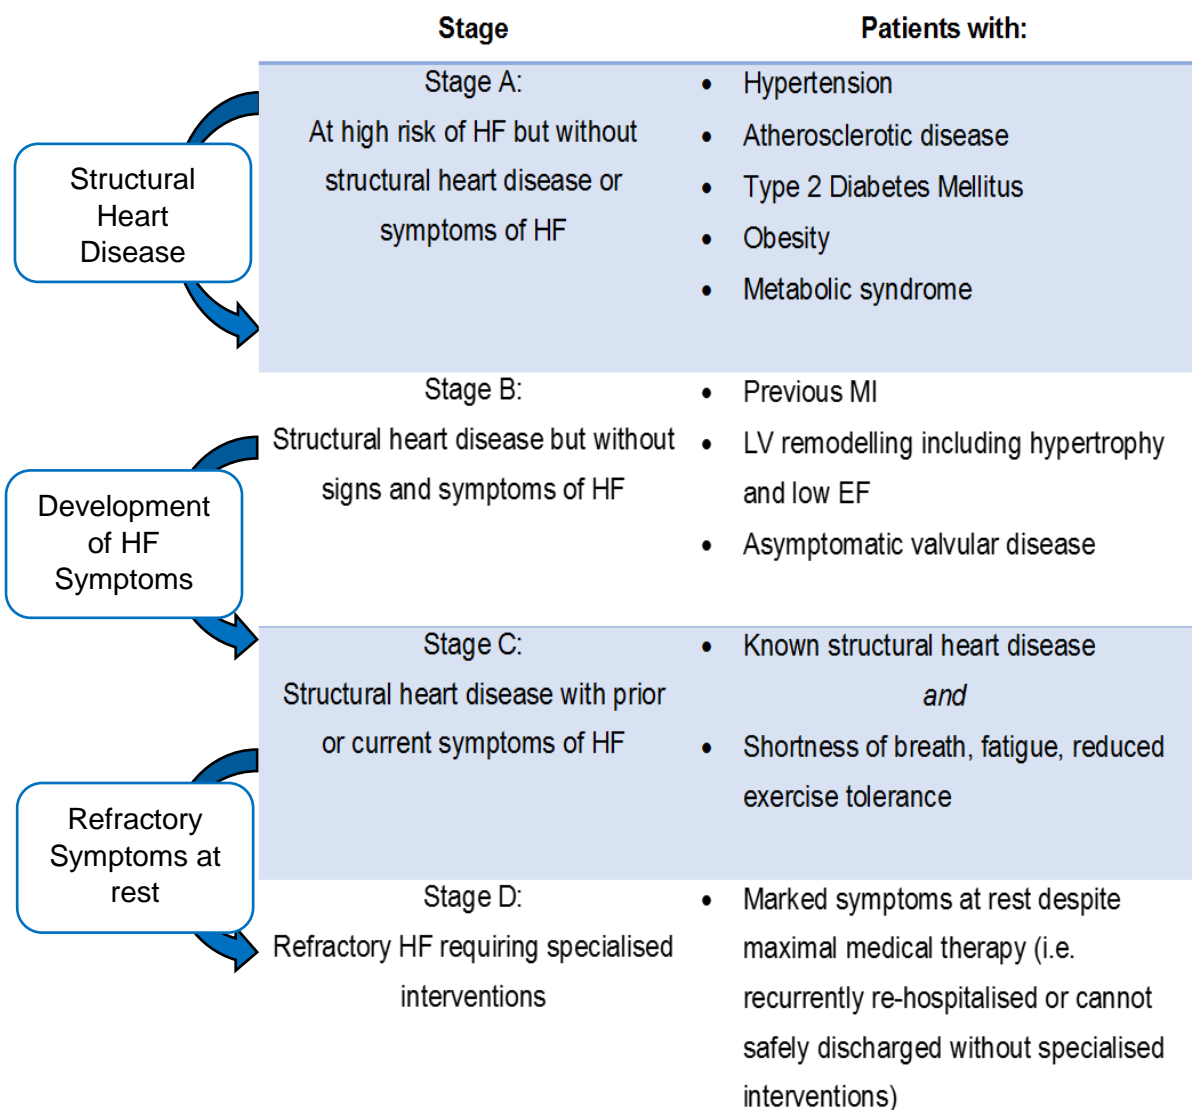 Stage
Patients with:
Structural
Heart
Disease
Stage A:
At high risk of HF but without
structural heart disease or
symptoms of HF
• Hypertension
• Atherosclerotic disease
• Type 2 Diabetes Mellitus
• Obesity
• Metabolic syndrome
Development
of HF
Symptoms
Stage B:
Structural heart disease but without
signs and symptoms of HF
• Previous MI
• LV remodelling including hypertrophy
and low EF
• Asymptomatic valvular disease
Refractory
Symptoms at
rest
Stage C:
Structural heart disease with prior
or current symptoms of HF
• Known structural heart disease
and
• Shortness of breath, fatigue, reduced
exercise tolerance
Stage D:
Refractory HF requiring specialised
interventions
• Marked symptoms at rest despite
maximal medical therapy (i.e.
recurrently re-hospitalised or cannot
safely discharged without specialised
interventions)